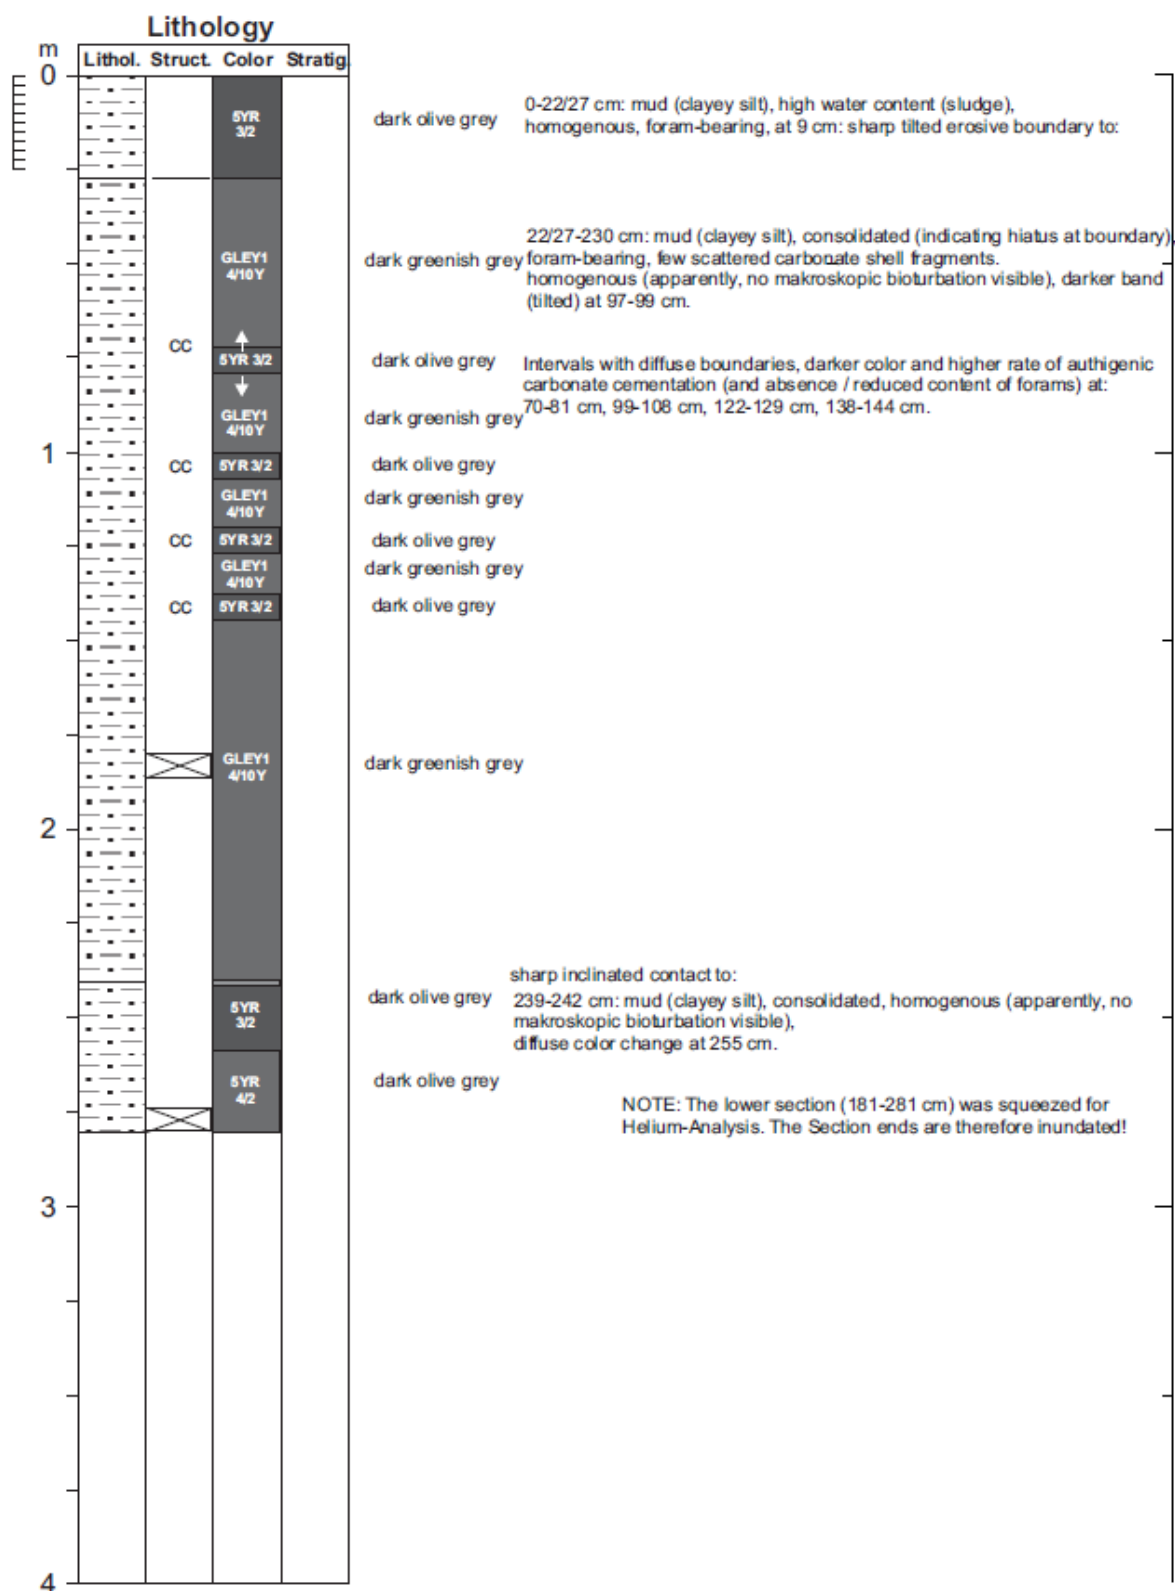 Lithology
m
Lithol. Struct. Color Stratig.
0
5YR
3/2
dark olive grey
0-22/27 cm: mud (clayey silt), high water content (sludge),
homogenous, foram-bearing, at 9 cm: sharp tilted erosive boundary to:
GLEY1
4/10Y
dark greenish grey
22/27-230 cm: mud (clayey silt), consolidated (indicating hiatus at boundary),
foram-bearing, few scattered carbonate shell fragments.
homogenous (apparently, no makroskopic bioturbation visible), darker band
(tilted) at 97-99 cm.
CC
5YR 3/2
dark olive grey
Intervals with diffuse boundaries, darker color and higher rate of authigenic
carbonate cementation (and absence / reduced content of forams) at:
70-81 cm, 99-108 cm, 122-129 cm, 138-144 cm.
GLEY1
4/10Y
dark greenish grey
1
CC
5YR 3/2
dark olive grey
GLEY1
4/10Y
dark greenish grey
CC
5YR 3/2
dark olive grey
GLEY1
4/10Y
dark greenish grey
CC
5YR 3/2
dark olive grey
GLEY1
4/10Y
dark greenish grey
2
sharp inclinated contact to:
5YR
3/2
dark olive grey
239-242 cm: mud (clayey silt), consolidated, homogenous (apparently, no
makroskopic bioturbation visible),
diffuse color change at 255 cm.
5YR
4/2
dark olive grey
NOTE: The lower section (181-281 cm) was squeezed for
Helium-Analysis. The Section ends are therefore inundated!
3
4